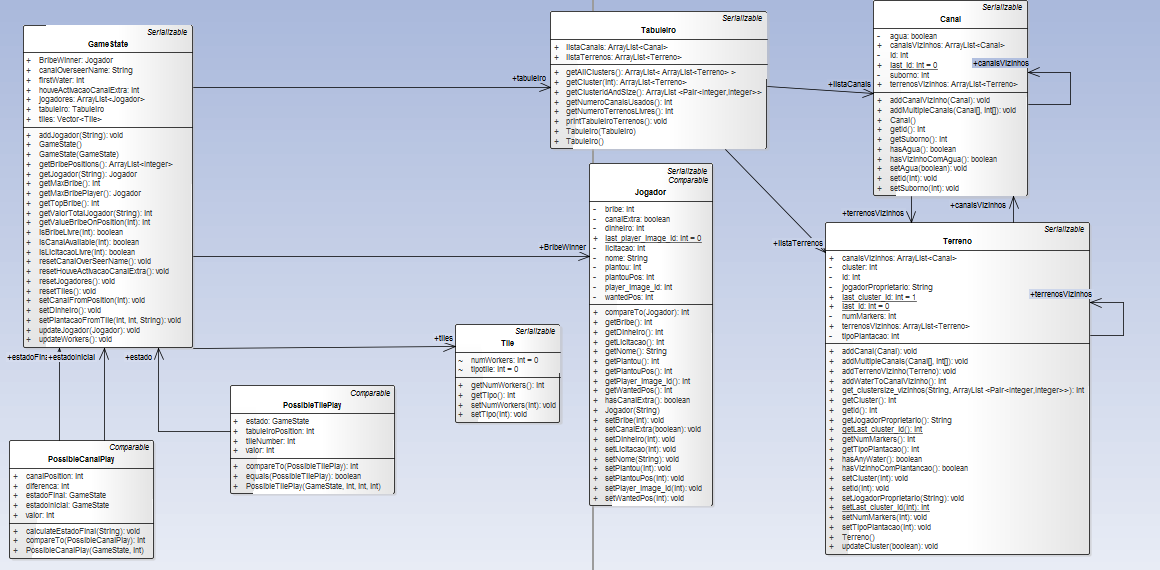 Serializable
GameState
+ BribeWinner: Jogador
+ canalOverseerName: String
+ firstWater: int
+ houveActivacaoCanalExtra: int
+ jogadores: ArrayList<Jogador>
+ tabuleiro: Tabuleiro
+ tiles: Vector<Tile>
+ addJogador(String): void
+ GameState()
+ GameState(GameState)
+ getBribePositions(): ArrayList<Integer>
+ getJogador(String): Jogador
+ getMaxBribe(): int
+ getMaxBribePlayer(): Jogador
+ getTopBribe(): int
+ getValorTotalJogador(String): int
+ getValueBribeOnPosition(int): int
+ isBribeLivre(int): boolean
+ isCanalAvailable(int): boolean
+ isLicitacaoLivre(int): boolean
+ resetCanalOverSeerName(): void
+ resetHouveActivacaoCanalExtra(): void
+ resetJogadores(): void
+ resetTiles(): void
+ setCanalFromPosition(int): void
+ setDinheiro(): void
+ setPlantacaoFromTile(int, int, String): void
+ updateJogador(Jogador): void
+ updateWorkers(): void
+tabuleiro
+BribeWinner
+tiles
+estadoFin
+estadoInicial
+estado
Serializable
Tabuleiro
+ listaCanais: ArrayList<Canal>
+ listaTerrenos: ArrayList<Terreno>
+ getAllClusters(): ArrayList< ArrayList<Terreno> >
+ getCluster(int): ArrayList<Terreno>
+ getClusterIdAndSize(): ArrayList <Pair<Integer,Integer>>
+ getNumeroCanaisUsados(): int
+ getNumeroTerrenosLivres(): int
+ printTabuleiroTerrenos(): void
+ Tabuleiro(Tabuleiro)
+ Tabuleiro()
+listaCanais
+listaTerrenos
Serializable
Canal
- agua: boolean
+ canaisVizinhos: ArrayList<Canal>
- id: int
+ last_id: int = 0
- suborno: int
+ terrenosVizinhos: ArrayList<Terreno>
+ addCanalVizinho(Canal): void
+ addMultipleCanais(Canal[], int[]): void
+ Canal()
+ getId(): int
+ getSuborno(): int
+ hasAgua(): boolean
+ hasVizinhoComAgua(): boolean
+ setAgua(boolean): void
+ setId(int): void
+ setSuborno(int): void
+canaisVizinhos
+terrenosVizinhos
+canaisVizinhos
Serializable
Comparable
Jogador
- bribe: int
- canalExtra: boolean
- dinheiro: int
+ last_player_image_id: int = 0
- licitacao: int
- nome: String
- plantou: int
- plantouPos: int
- player_image_id: int
- wantedPos: int
+ compareTo(Jogador): int
+ getBribe(): int
+ getDinheiro(): int
+ getLicitacao(): int
+ getNome(): String
+ getPlantou(): int
+ getPlantouPos(): int
+ getPlayer_image_id(): int
+ getWantedPos(): int
+ hasCanalExtra(): boolean
+ Jogador(String)
+ setBribe(int): void
+ setCanalExtra(boolean): void
+ setDinheiro(int): void
+ setLicitacao(int): void
+ setNome(String): void
+ setPlantou(int): void
+ setPlantouPos(int): void
+ setPlayer_image_id(int): void
+ setWantedPos(int): void
Serializable
Terreno
+ canaisVizinhos: ArrayList<Canal>
- cluster: int
- id: int
- jogadorProprietario: String
+ last_cluster_id: int = 1
+ last_id: int = 0
- numMarkers: int
+ terrenosVizinhos: ArrayList<Terreno>
- tipoPlantacao: int
+ addCanal(Canal): void
+ addMultipleCanais(Canal[], int[]): void
+ addTerrenoVizinho(Terreno): void
+ addWaterToCanalVizinho(): int
+ get_clustersize_vizinhos(String, ArrayList <Pair<Integer,Integer>>): int
+ getCluster(): int
+ getId(): int
+ getJogadorProprietario(): String
+ getLast_cluster_id(): int
+ getNumMarkers(): int
+ getTipoPlantacao(): int
+ hasAnyWater(): boolean
+ hasVizinhoComPlantancao(): boolean
+ setCluster(int): void
+ setId(int): void
+ setJogadorProprietario(String): void
+ setLast_cluster_id(int): int
+ setNumMarkers(int): void
+ setTipoPlantacao(int): void
+ Terreno()
+ updateCluster(boolean): void
+terrenosVizinhos
Serializable
Tile
~ numWorkers: int = 0
~ tipotile: int = 0
+ getNumWorkers(): int
+ getTipo(): int
+ setNumWorkers(int): void
+ setTipo(int): void
Comparable
PossibleTilePlay
+ estado: GameState
+ tabuleiroPosition: int
+ tileNumber: int
+ valor: int
+ compareTo(PossibleTilePlay): int
+ equals(PossibleTilePlay): boolean
+ PossibleTilePlay(GameState, int, int, int)
Comparable
PossibleCanalPlay
+ canalPosition: int
+ diferenca: int
+ estadoFinal: GameState
+ estadoInicial: GameState
+ valor: int
+ calculateEstadoFinal(String): void
+ compareTo(PossibleCanalPlay): int
+ PossibleCanalPlay(GameState, int)